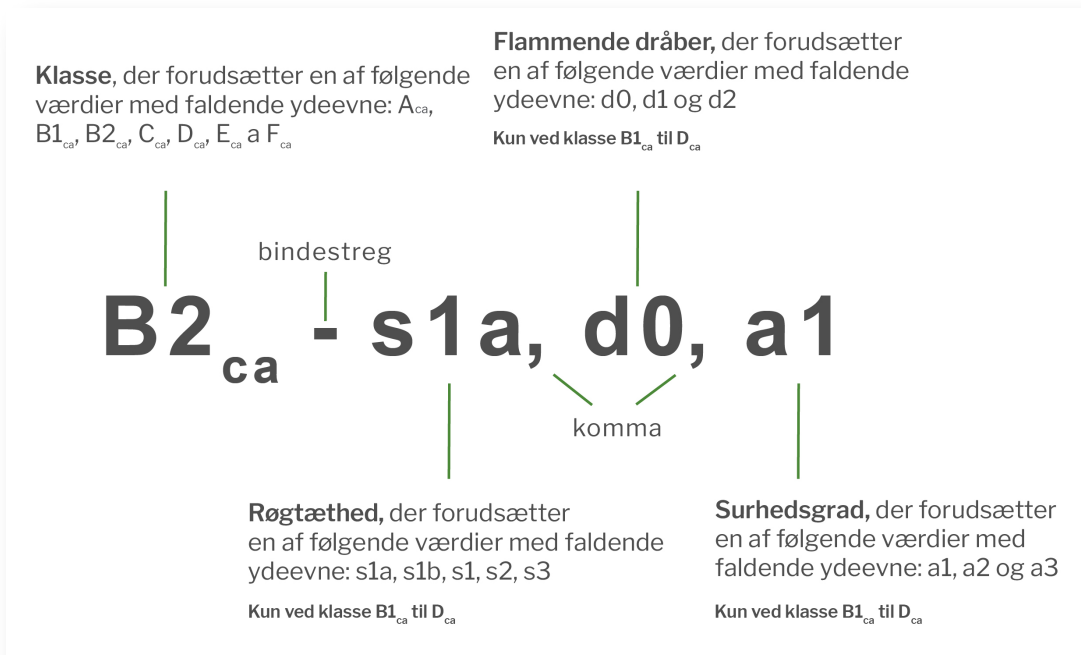 Klasse, der forudsætter en af følgende
værdier med faldende ydeevne: Aca,
B1ca, B2ca, Cca, Dca, Eca a Fca
Flammende dråber, der forudsætter
en af følgende værdier med faldende
ydeevne: d0, d1 og d2
Kun ved klasse B1ca til Dca
bindestreg
B2ca - s1a, d0, a1
komma
Røgtæthed, der forudsætter
en af følgende værdier med faldende
ydeevne: s1a, s1b, s1, s2, s3
Kun ved klasse B1ca til Dca
Surhedsgrad, der forudsætter
en af følgende værdier med
faldende ydeevne: a1, a2 og a3
Kun ved klasse B1ca til Dca